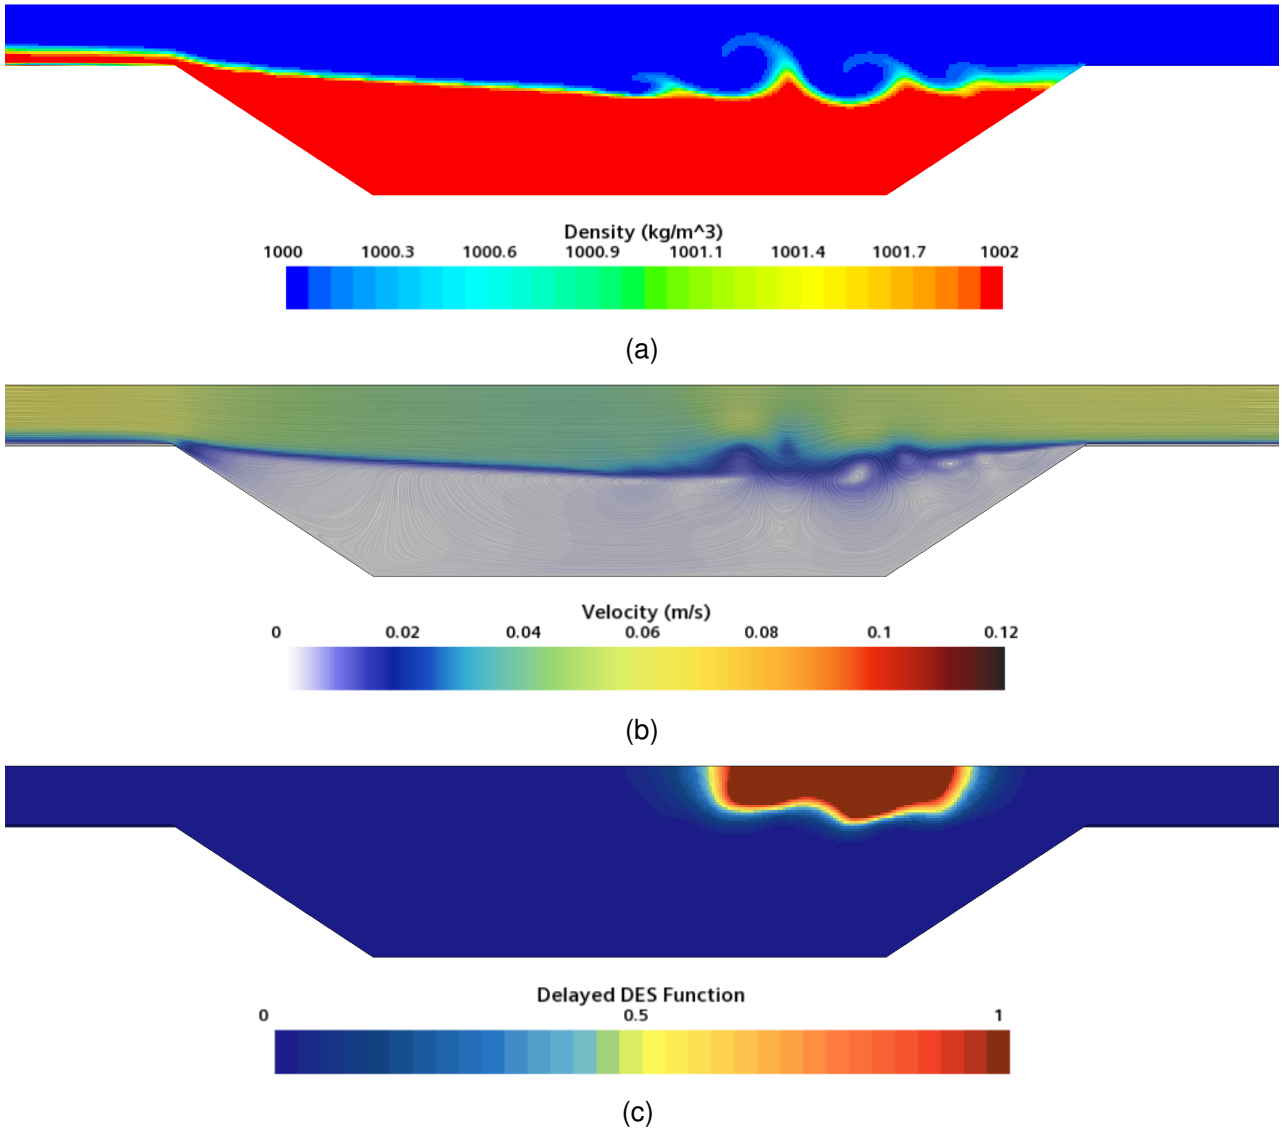 Density (kg/m^3)
1000 1000.3 1000.6 1000.9 1001.1 1001.4 1001.7 1002
(a)
Velocity (m/s)
0 0.02 0.04 0.06 0.08 0.1 0.12
(b)
Delayed DES Function
0 0.5 1
(c)